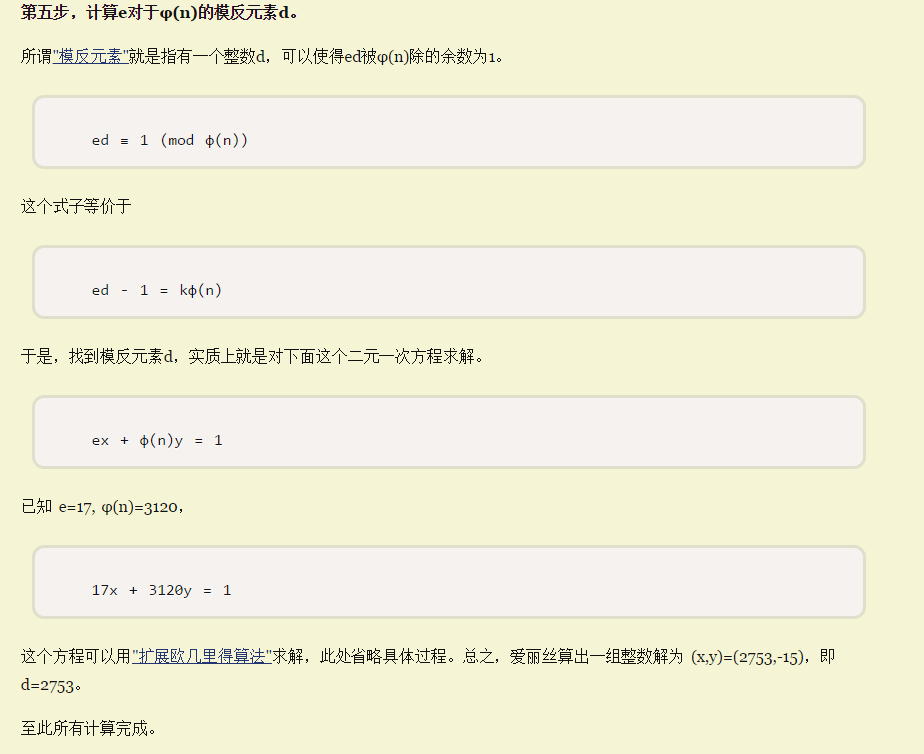 第五步，计算e对于φ(n)的模反元素d。
所谓"模反元素"就是指有一个整数d，可以使得ed被φ(n)除的余数为1。
ed ≡ 1 (mod φ(n))
这个式子等价于
ed - 1 = kφ(n)
于是，找到模反元素d，实质上就是对下面这个二元一次方程求解。
ex + φ(n)y = 1
已知 e=17, φ(n)=3120，
17x + 3120y = 1
这个方程可以用"扩展欧几里得算法"求解，此处省略具体过程。总之，爱丽丝算出一组整数解为 (x,y)=(2753,-15)，即
d=2753。
至此所有计算完成。